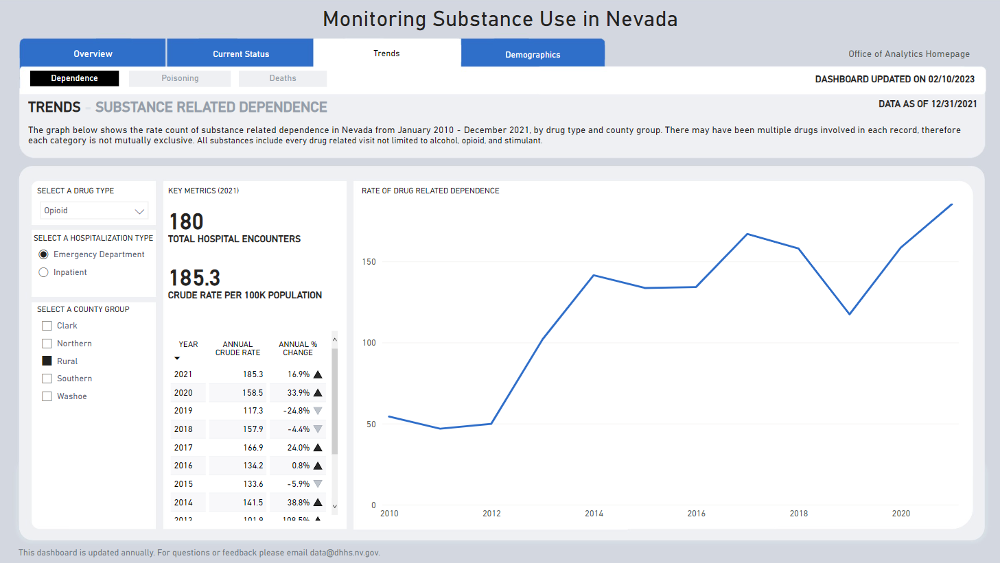 Monitoring Substance Use in Nevada
Overview
Current Status
Trends
Demographics
Office of Analytics Homepage
Dependence
Poisoning
Deaths
DASHBOARD UPDATED ON 02/10/2023
TRENDS - SUBSTANCE RELATED DEPENDENCE
DATA AS OF 12/31/2021
The graph below shows the rate count of substance related dependence in Nevada from January 2010 - December 2021, by drug type and county group. There may have been multiple drugs involved in each record, therefore
each category is not mutually exclusive. All substances include every drug related visit not limited to alcohol, opioid, and stimulant.
SELECT A DRUG TYPE
Opioid
SELECT A HOSPITALIZATION TYPE
Emergency Department
Inpatient
SELECT A COUNTY GROUP
Clark
Northern
Rural
Southern
Washoe
KEY METRICS (2021)
180
TOTAL HOSPITAL ENCOUNTERS
185.3
CRUDE RATE PER 100K POPULATION
YEAR ANNUAL CRUDE RATE ANNUAL % CHANGE
2021 185.3 16.9%
2020 158.5 33.9%
2019 117.3 -24.8%
2018 157.9 -4.4%
2017 166.9 24.0%
2016 134.2 0.8%
2015 133.6 -5.9%
2014 141.5 38.8%
2013 101.9 108.5%
RATE OF DRUG RELATED DEPENDENCE
150
100
50
0
2010 2012 2014 2016 2018 2020
This dashboard is updated annually. For questions or feedback please email data@dhhs.nv.gov.